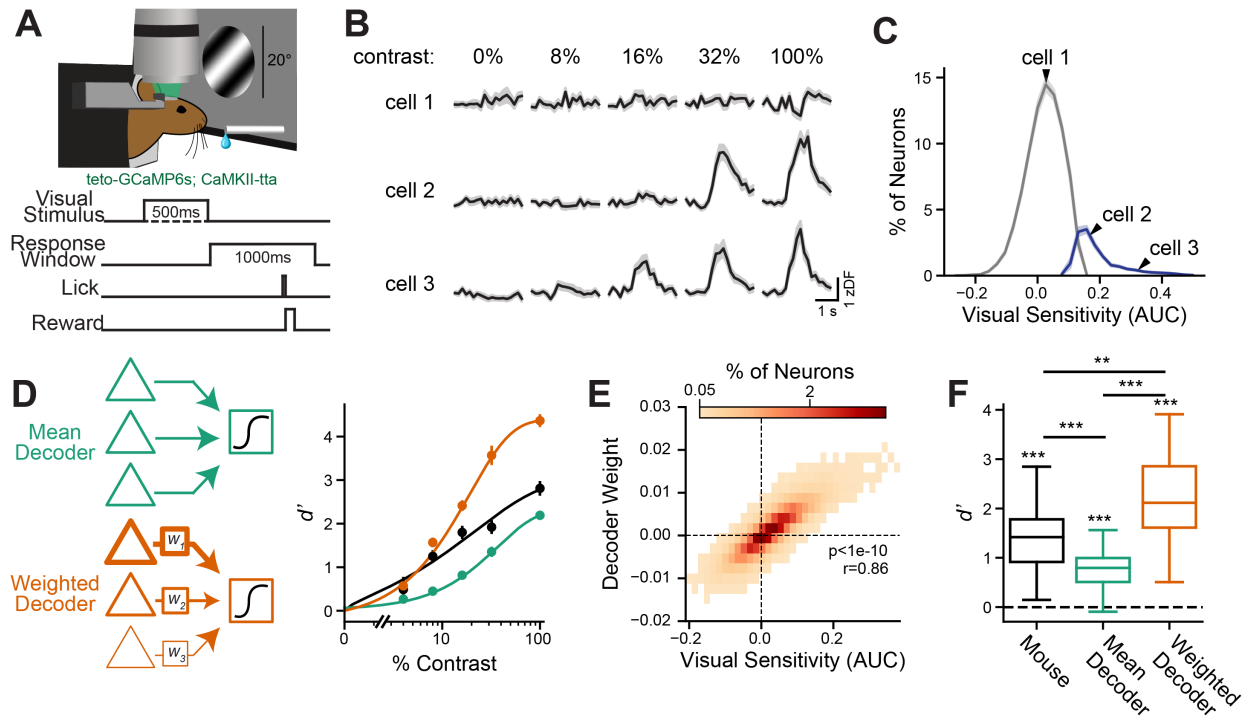 A
20°
teto-GCaMP6s; CaMKII-tta
Visual
Stimulus
500ms
Response
Window
1000ms
Lick
Reward
B
contrast: 0% 8% 16% 32% 100%
cell 1
cell 2
cell 3
1 s
1 zDF
C
cell 1
cell 2
cell 3
% of Neurons
15
10
5
0
−0.2 0.0 0.2 0.4
Visual Sensitivity (AUC)
D
Mean
Decoder
Weighted
Decoder
W1
W2
W3
d′
4
3
2
1
0
0 10 100
% Contrast
E
% of Neurons
0.05 2
Decoder Weight
0.03
0.02
0.01
0.00
−0.01
−0.02
p<1e-10
r=0.86
−0.2 0.0 0.2
Visual Sensitivity (AUC)
F
**
***
***
***
***
***
d′
4
3
2
1
0
Mouse
Mean
Decoder
Weighted
Decoder